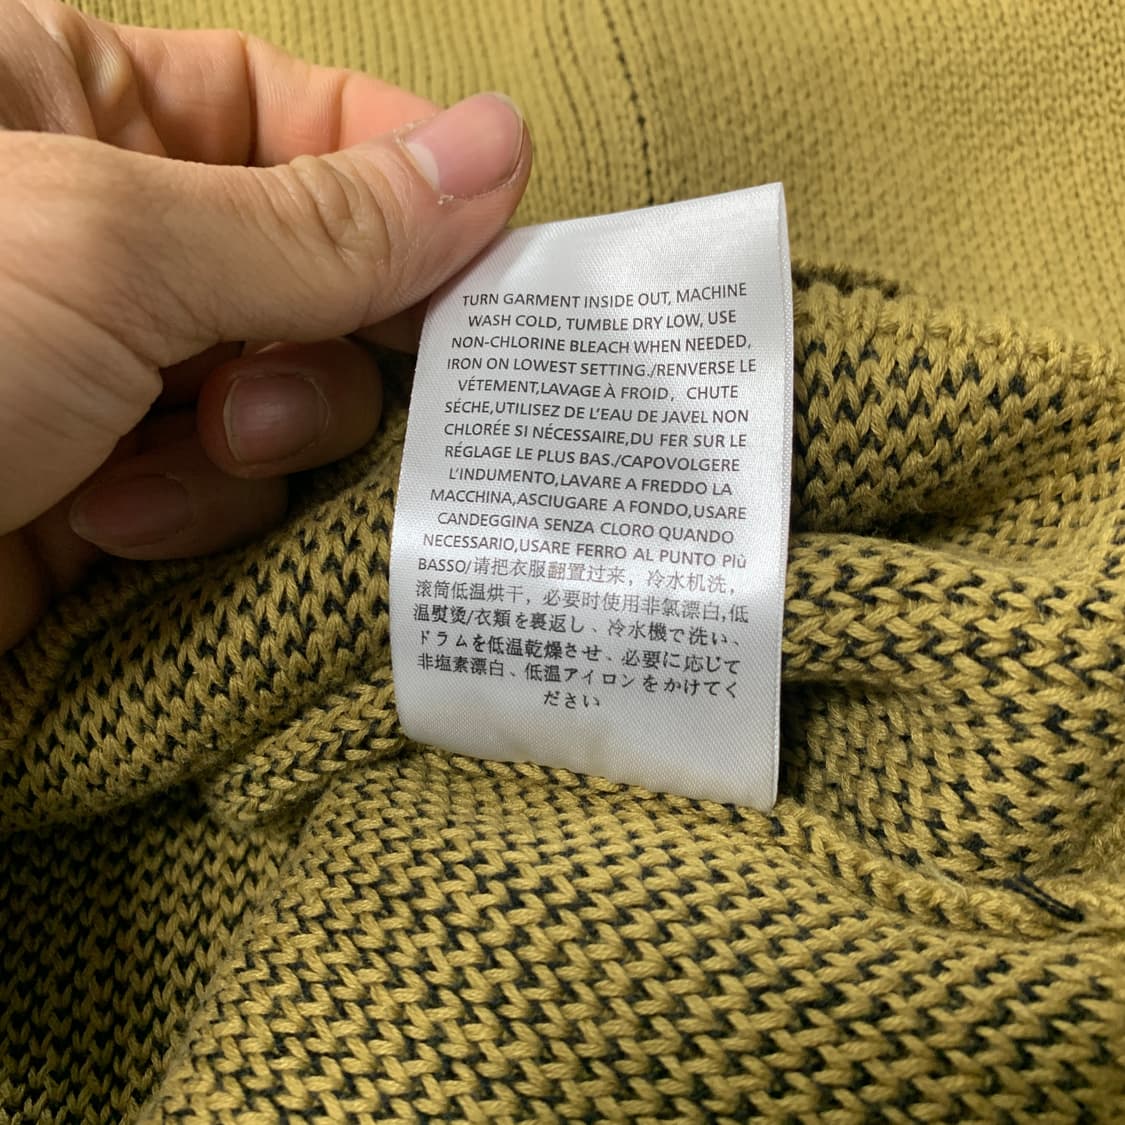 TURN GARMENT INSIDE OUT, MACHINE
WASH COLD, TUMBLE DRY LOW, USE
NON-CHLORINE BLEACH WHEN NEEDED,
IRON ON LOWEST SETTING./RENVERSE LE
VÉTEMENT,LAVAGE À FROID, CHUTE
SÉCHE,UTILISEZ DE L'EAU DE JAVEL NON
CHLORÉE SI NÉCESSAIRE,DU FER SUR LE
RÉGLAGE LE PLUS BAS./CAPOVOLGERE
L'INDUMENTO,LAVARE A FREDDO LA
MACCHINA,ASCIUGARE A FONDO,USARE
CANDEGGINA SENZA CLORO QUANDO
NECESSARIO,USARE FERRO AL PUNTO PIù
BASSO/请把衣服翻置过来，冷水机洗，
滚筒低温烘干，必要时使用非氯漂白,低
温熨烫/衣類を裏返し、冷水機で洗い、
ドラムを低温乾燥させ、必要に応じて
非塩素漂白、低温アイロンをかけてく
ださい